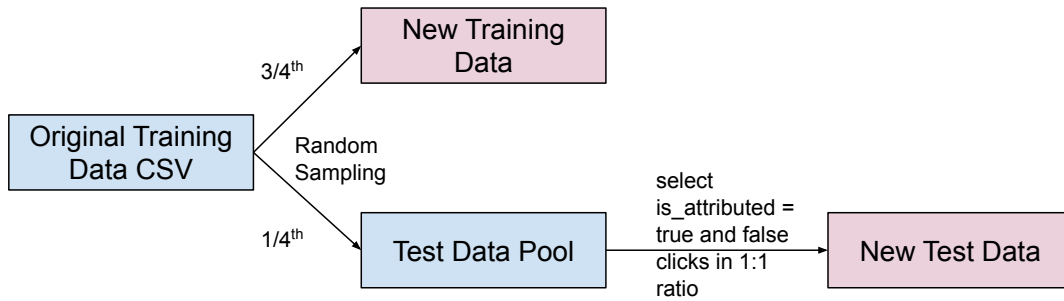 New Training
Data
3/4th
Original Training
Data CSV
Random
Sampling
1/4th
Test Data Pool
select
is_attributed =
true and false
clicks in 1:1
ratio
New Test Data